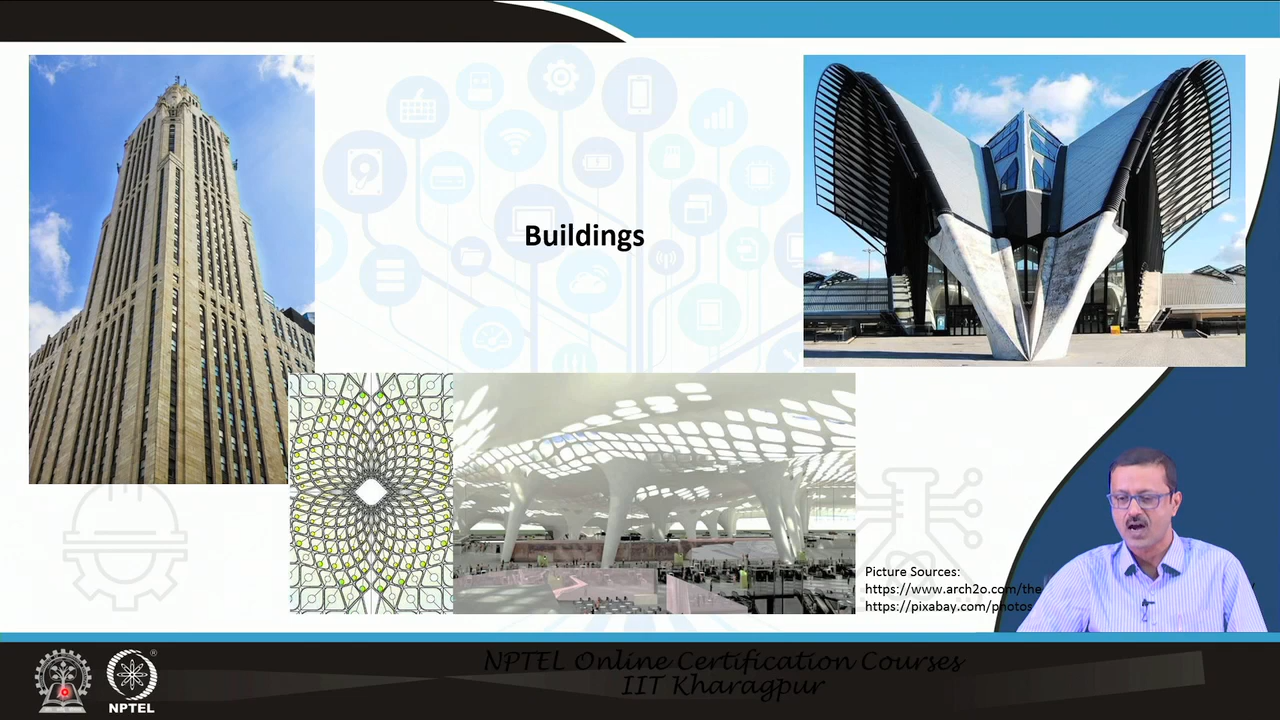 Buildings
Picture Sources:
https://www.arch2o.com/the
https://pixabay.com/photos
NPTEL Online Certification Courses
IIT Kharagpur
NPTEL
®